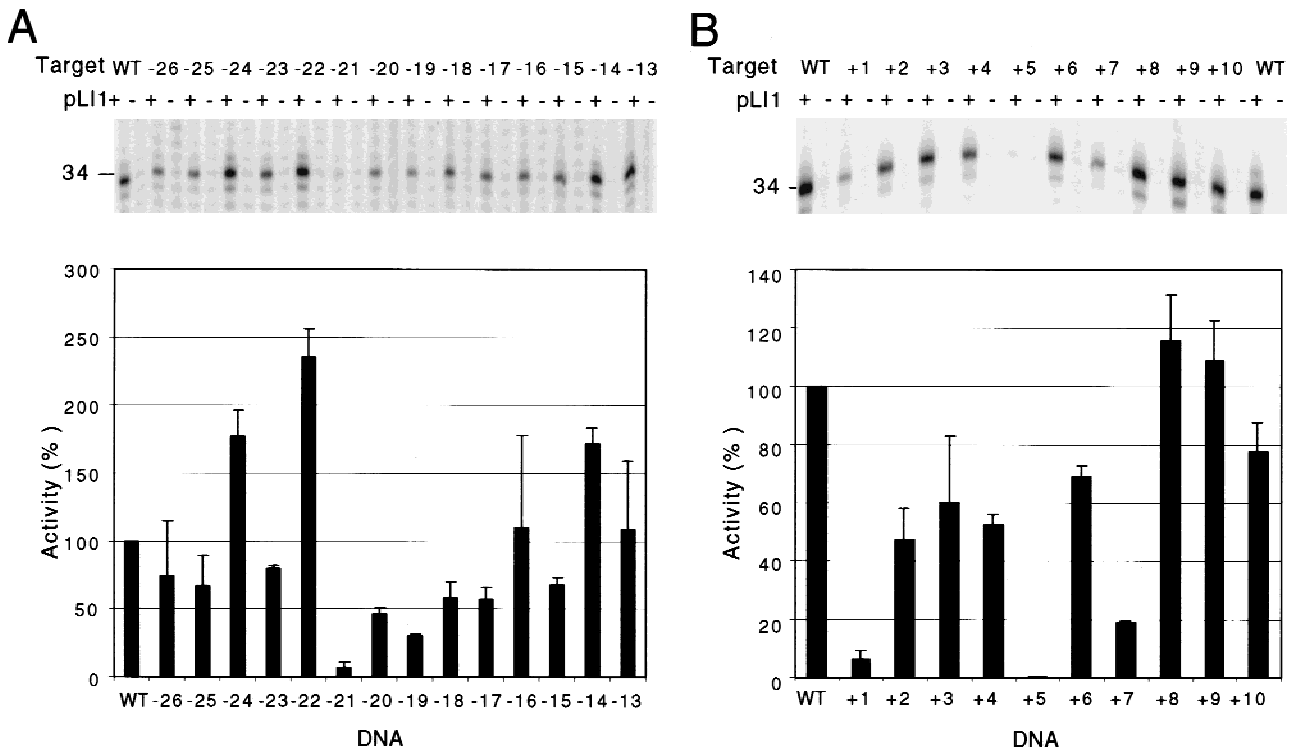 A
Target WT -26 -25 -24 -23 -22 -21 -20 -19 -18 -17 -16 -15 -14 -13
pLI1 + - + - + - + - + - + - + - + - + - + - + - + - + - + - + -
34
300
250
200
150
100
50
0
Activity (%)
WT -26 -25 -24 -23 -22 -21 -20 -19 -18 -17 -16 -15 -14 -13
DNA
B
Target WT +1 +2 +3 +4 +5 +6 +7 +8 +9 +10 WT
pLI1 + - + - + - + - + - + - + - + - + - + - + - + -
34
140
120
100
80
60
40
20
0
Activity (%)
WT +1 +2 +3 +4 +5 +6 +7 +8 +9 +10
DNA